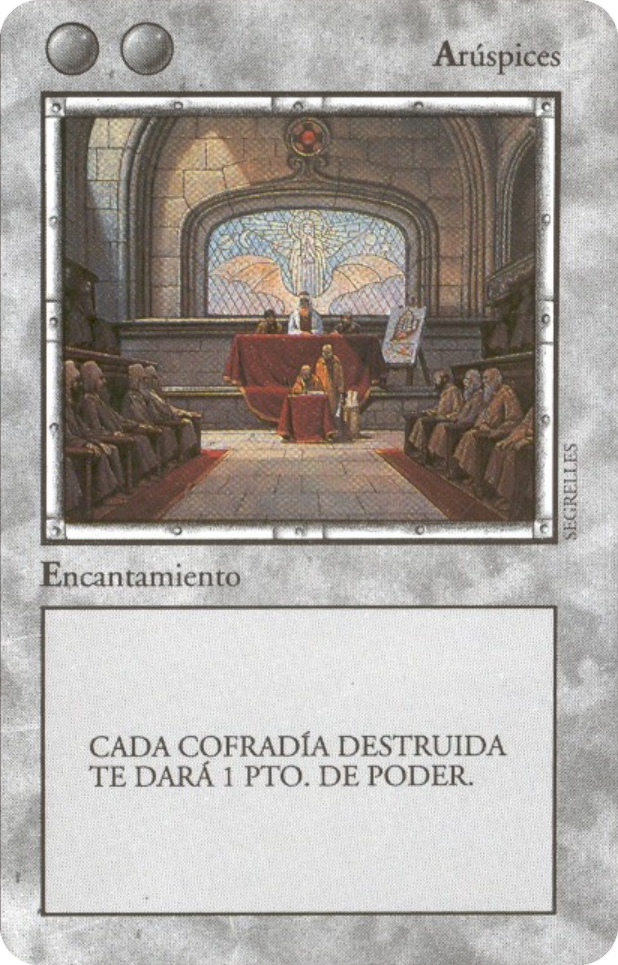 Arúspices
SEGRELLES
Encantamiento
CADA COFRADÍA DESTRUIDA
TE DARÁ 1 PTO. DE PODER.